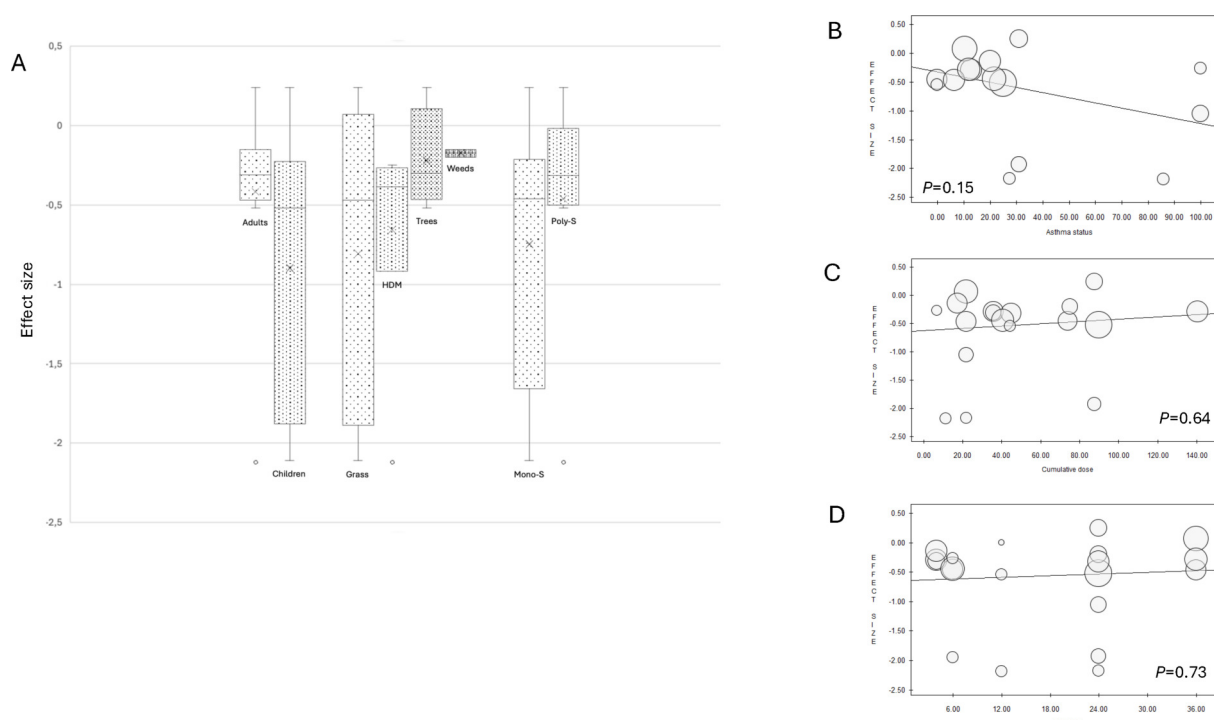 A
Effect size
0,5
0
-0,5
-1
-1,5
-2
-2,5
Adults
Children
Grass
HDM
Trees
Weeds
Mono-S
Poly-S
B
EFFECT SIZE
0.50
0.00
-0.50
-1.00
-1.50
-2.00
-2.50
P=0.15
0.00 10.00 20.00 30.00 40.00 50.00 60.00 70.00 80.00 90.00 100.00
Asthma status
C
EFFECT SIZE
0.50
0.00
-0.50
-1.00
-1.50
-2.00
-2.50
P=0.64
0.00 20.00 40.00 60.00 80.00 100.00 120.00 140.00
Cumulative dose
D
EFFECT SIZE
0.50
0.00
-0.50
-1.00
-1.50
-2.00
-2.50
P=0.73
6.00 12.00 18.00 24.00 30.00 36.00